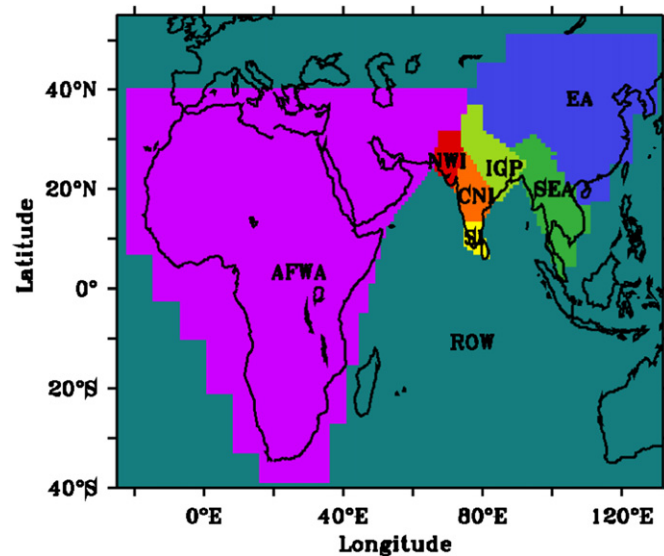 40°N
EA
NWI
IGP
20°N
CNI
SEA
SI
0°
AFWA
ROW
20°S
40°S
0°E
40°E
80°E
120°E
Longitude
Latitude